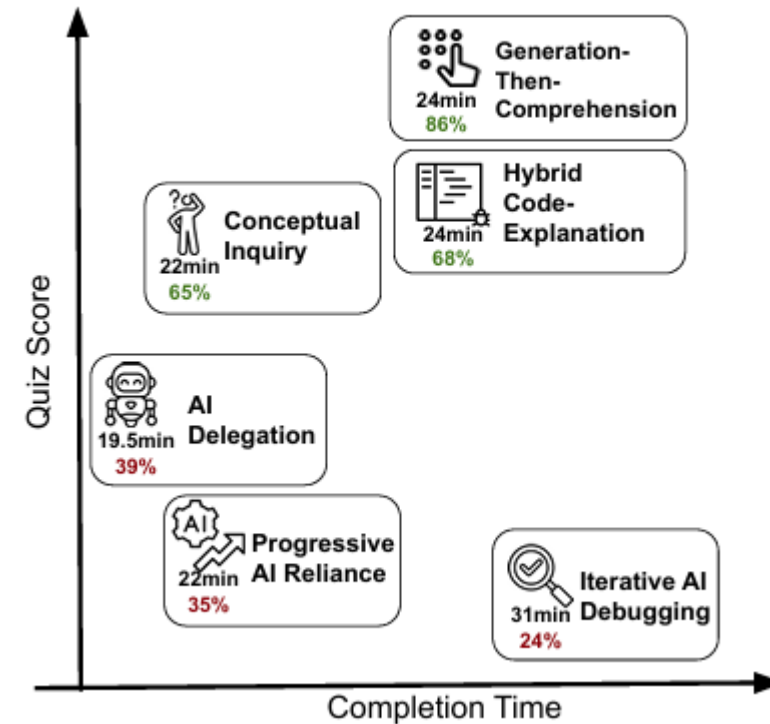 Quiz Score
Generation-
Then-
Comprehension
24min
86%
Hybrid
Code-
Explanation
24min
68%
?
Conceptual
Inquiry
22min
65%
AI
Delegation
19.5min
39%
AI
Progressive
AI Reliance
22min
35%
Iterative AI
Debugging
31min
24%
Completion Time